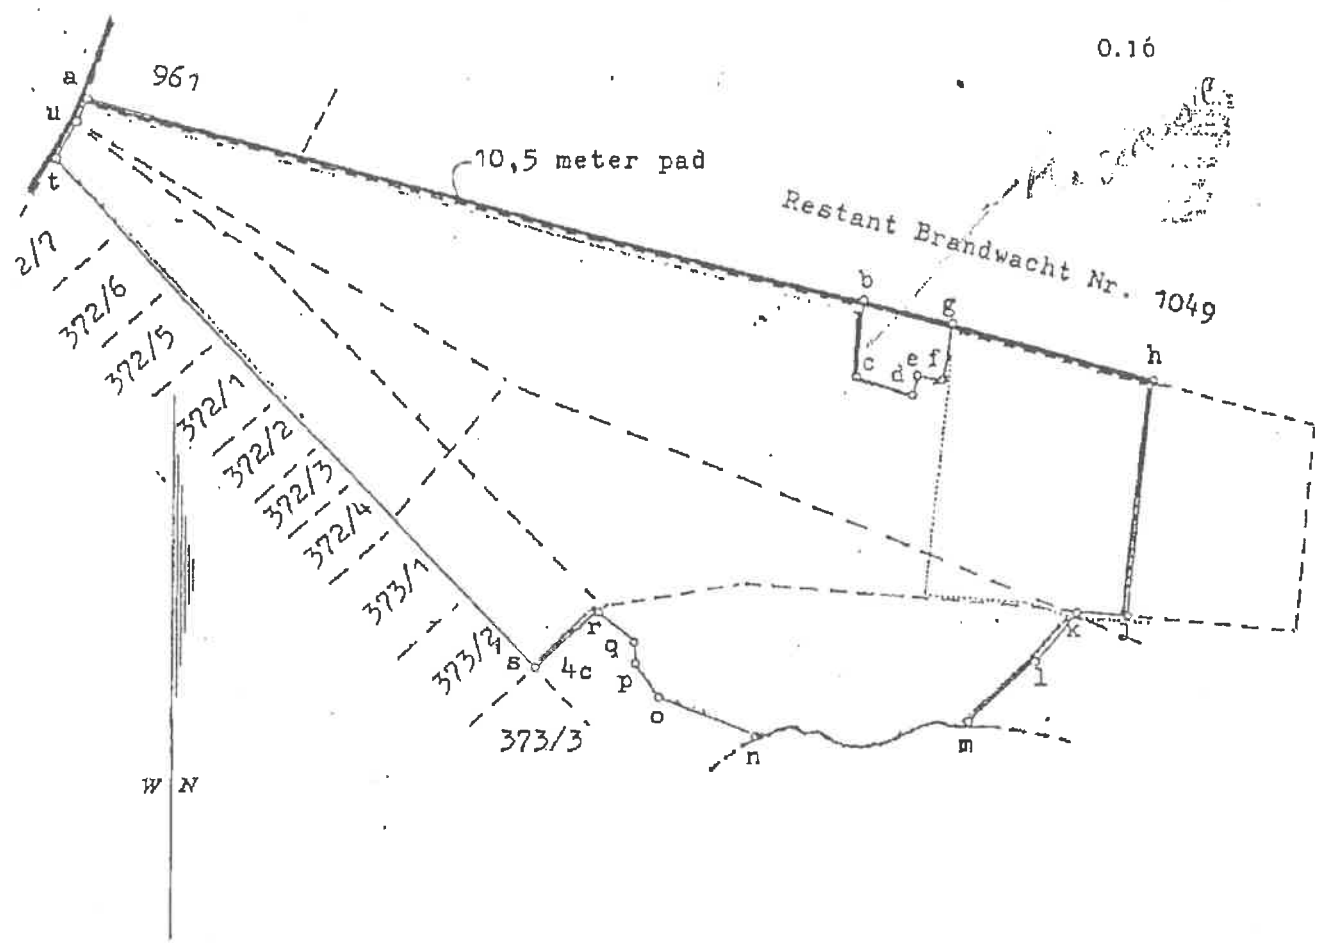 0.16
961
a
u
t
10,5 meter pad
Restant Brandwacht Nr. 1049
b
g
h
c
d
e
f
2/7
372/6
372/5
372/1
372/2
372/3
372/4
373/1
373/2
373/3
s
4c
r
q
p
o
n
m
l
k
j
W N